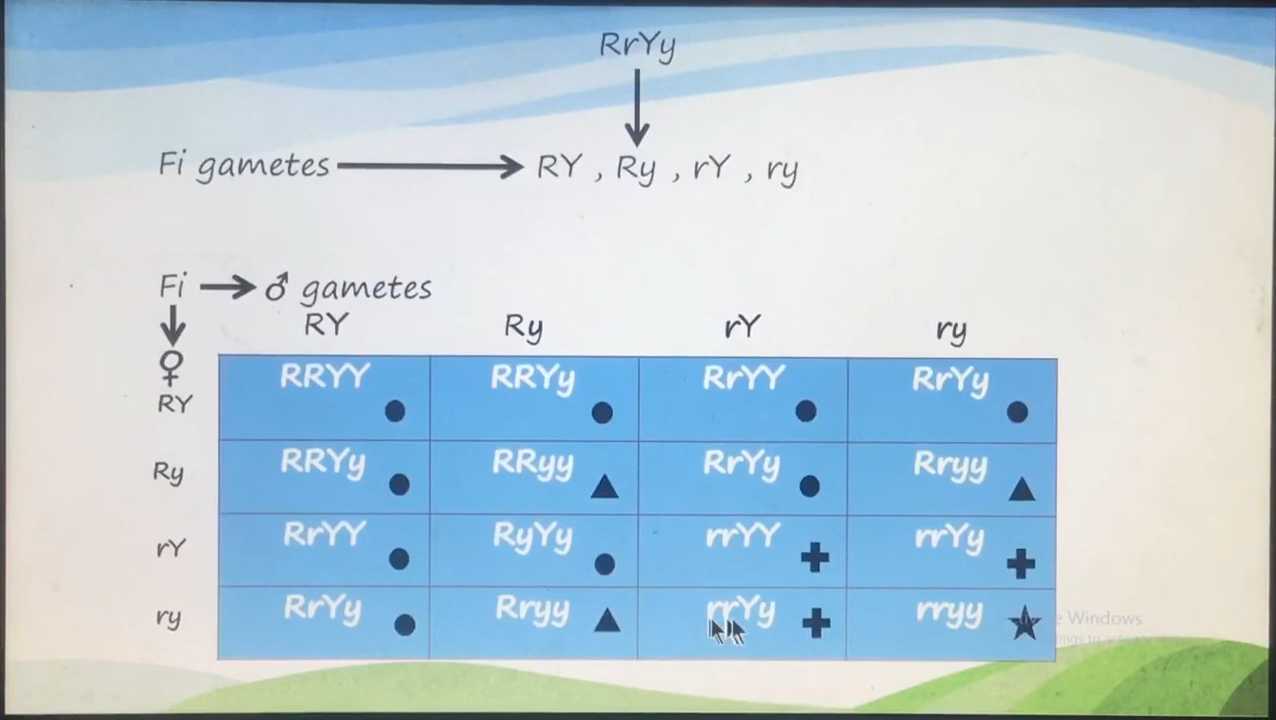 RrYy
Fi gametes RY , Ry , rY , ry
Fi ♂ gametes
RY Ry rY ry
♀
RY RRYY RRYy RrYY RrYy
Ry RRYy RRyy RrYy Rryy
rY RrYY RyYy rrYY rrYy
ry RrYy Rryy rrYy rryy
Windows